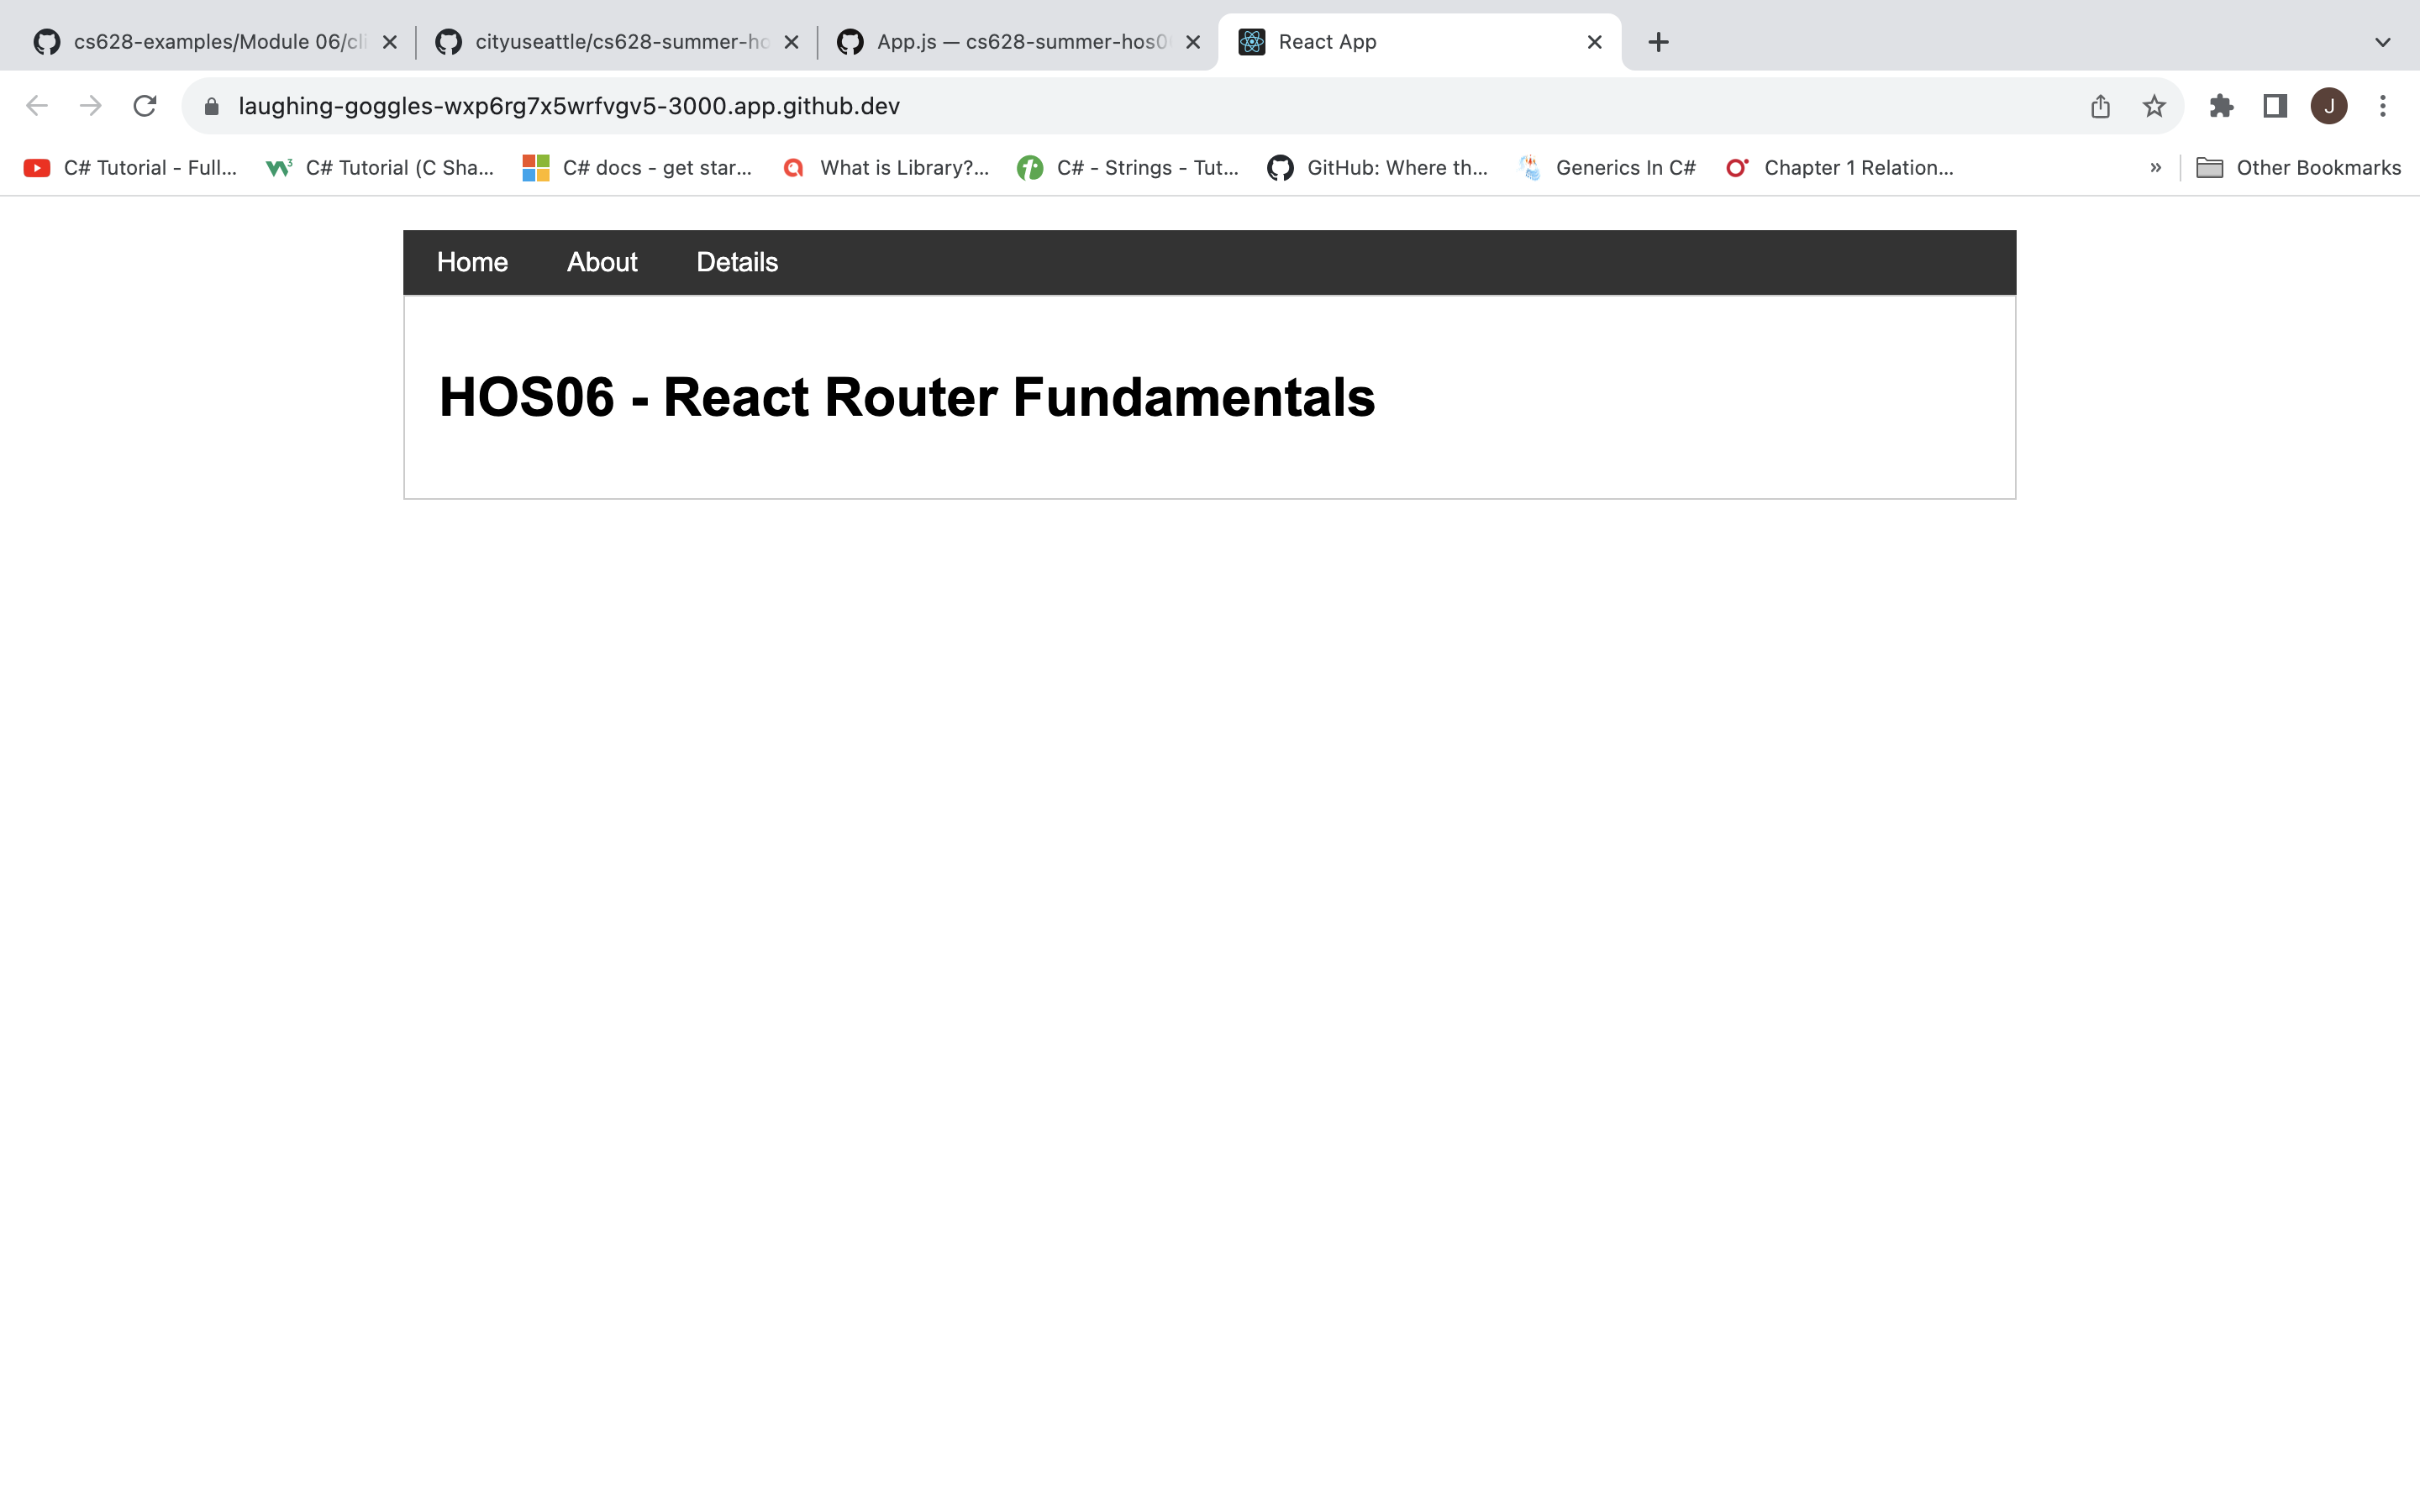 cs628-examples/Module 06/cli
cityuseattle/cs628-summer-ho
App.js — cs628-summer-hos0
React App
laughing-goggles-wxp6rg7x5wrfvgv5-3000.app.github.dev
J
C# Tutorial - Full...
C# Tutorial (C Sha...
C# docs - get star...
What is Library?...
C# - Strings - Tut...
GitHub: Where th...
Generics In C#
Chapter 1 Relation...
»
Other Bookmarks
Home About Details
HOS06 - React Router Fundamentals